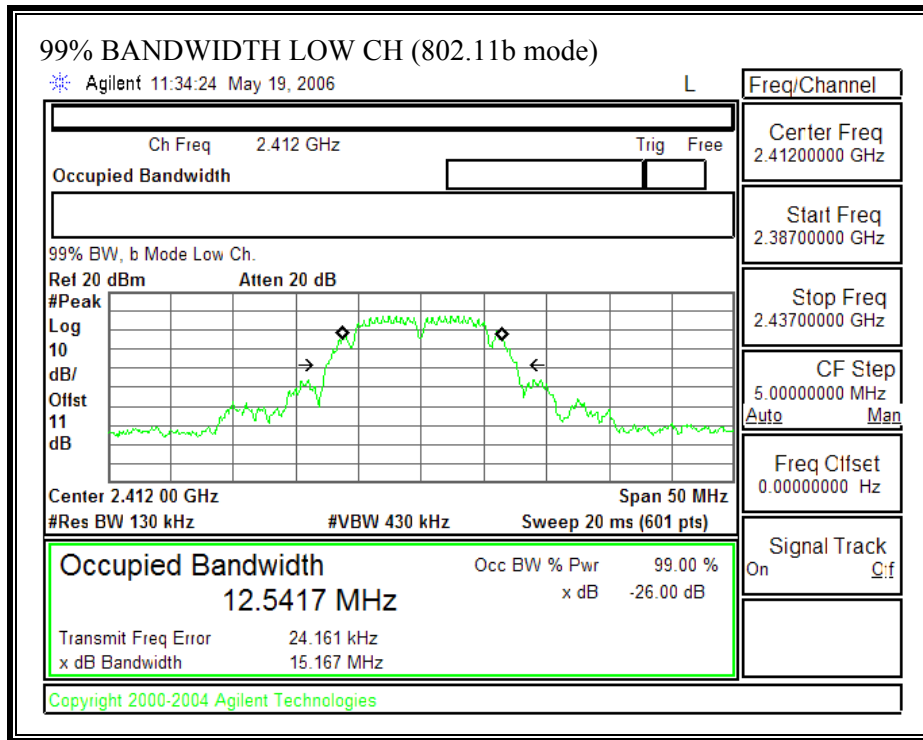 99% BANDWIDTH LOW CH (802.11b mode)
Agilent 11:34:24 May 19, 2006 L
Ch Freq 2.412 GHz Trig Free
Occupied Bandwidth
99% BW, b Mode Low Ch.
Ref 20 dBm Atten 20 dB
#Peak
Log
10
dB/
Offst
11
dB
Center 2.412 00 GHz Span 50 MHz
#Res BW 130 kHz #VBW 430 kHz Sweep 20 ms (601 pts)
Occupied Bandwidth
12.5417 MHz
Occ BW % Pwr 99.00 %
x dB -26.00 dB
Transmit Freq Error 24.161 kHz
x dB Bandwidth 15.167 MHz
Copyright 2000-2004 Agilent Technologies
Freq/Channel
Center Freq
2.41200000 GHz
Start Freq
2.38700000 GHz
Stop Freq
2.43700000 GHz
CF Step
5.00000000 MHz
Auto Man
Freq Offset
0.00000000 Hz
Signal Track
On Off